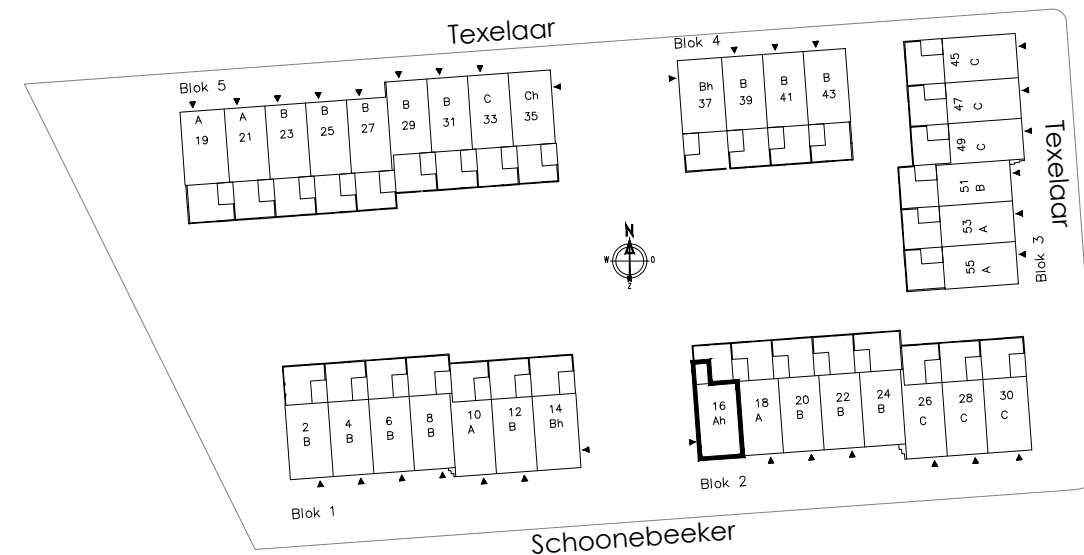 Texelaar
Blok 4
Blok 5
A 19
A 21
B 23
B 25
B 27
B 29
B 31
C 33
Ch 35
Bh 37
B 39
B 41
B 43
45 C
47 C
49 C
51 B
53 A
55 A
Texelaar
Blok 3
N
W O
Z
2 B
4 B
6 B
8 B
10 A
12 B
14 Bh
16 Ah
18 A
20 B
22 B
24 B
26 C
28 C
30 C
Blok 1
Blok 2
Schoonebeeker